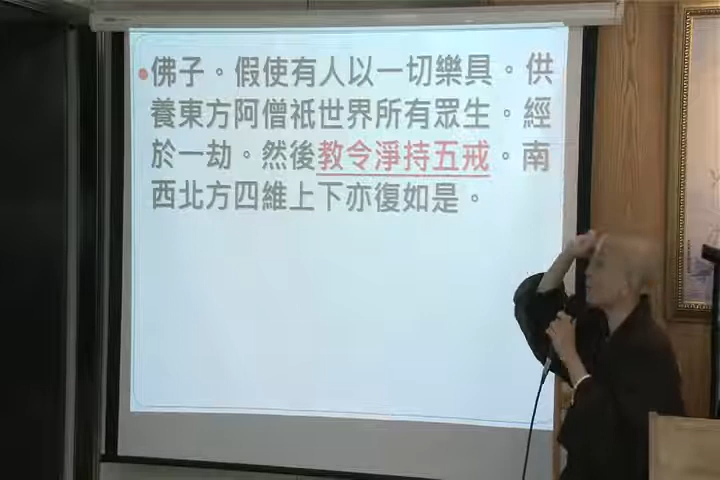 佛子。假使有人以一切樂具。供
養東方阿僧祇世界所有眾生。經
於一劫。然後教令淨持五戒。南
西北方四維上下亦復如是。